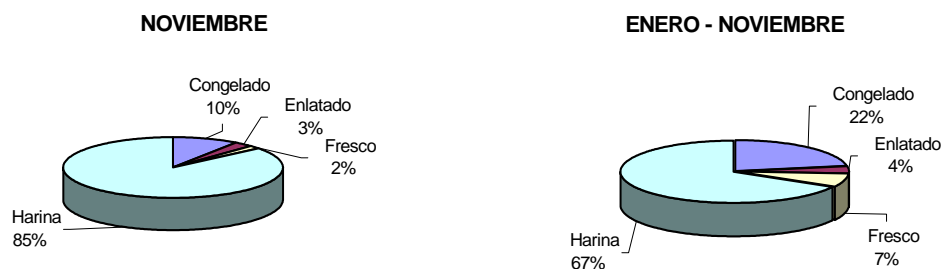 NOVIEMBRE
Congelado
10%
Enlatado
3%
Fresco
2%
Harina
85%
ENERO - NOVIEMBRE
Congelado
22%
Enlatado
4%
Fresco
7%
Harina
67%